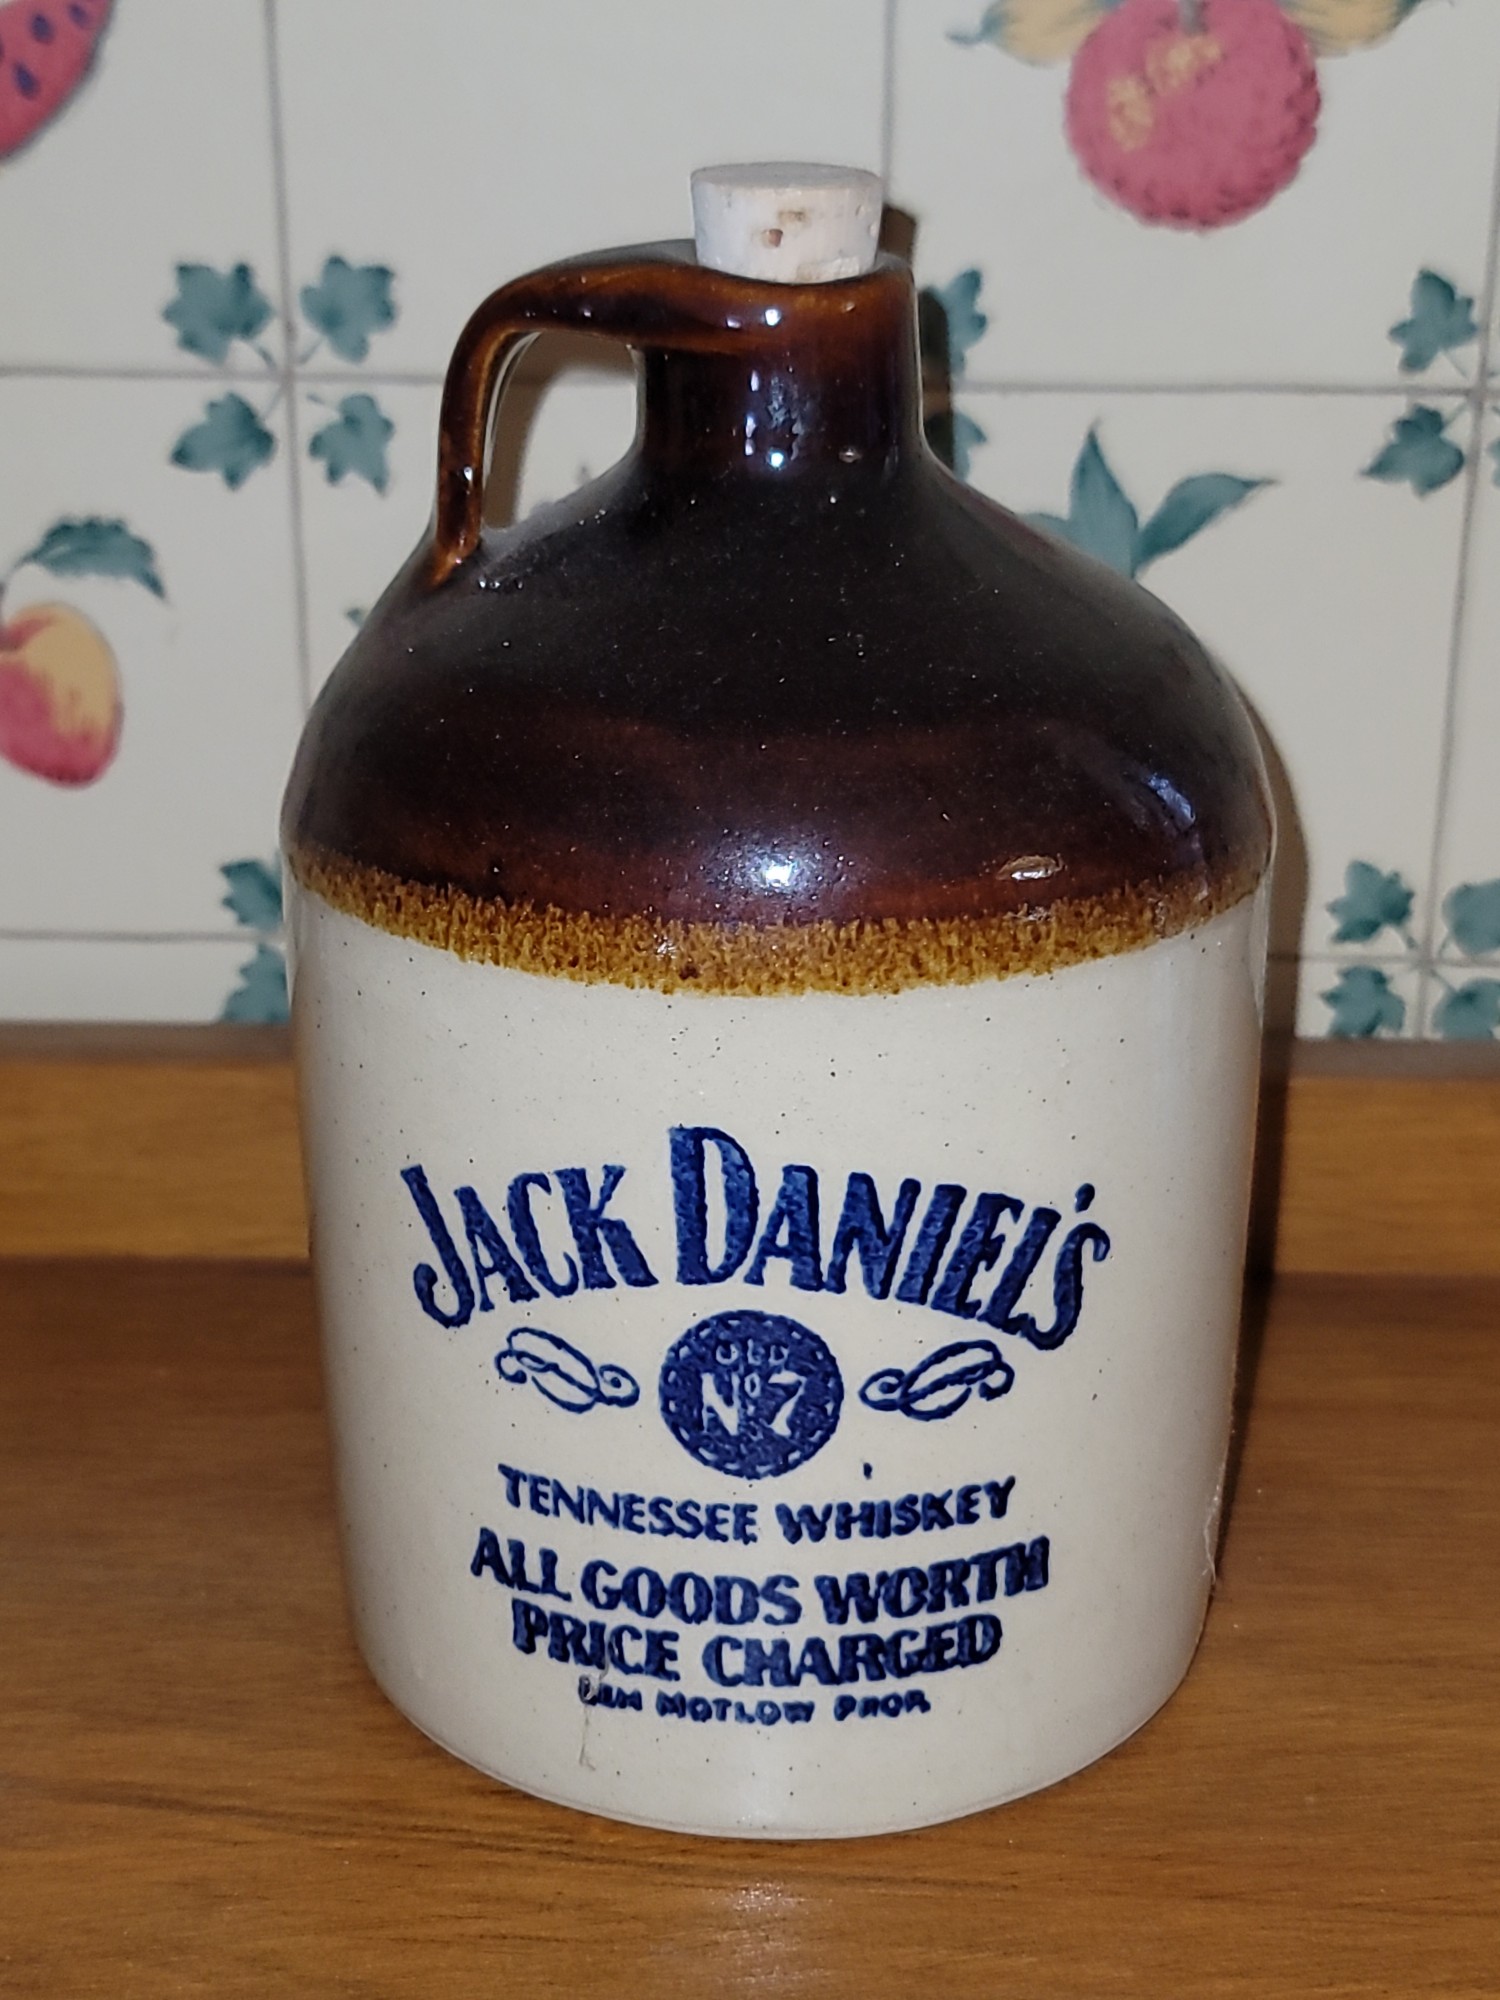 JACK DANIEL'S
OLD
No 7
TENNESSEE WHISKEY
ALL GOODS WORTH
PRICE CHARGED
LEM MOTLOW PROP.